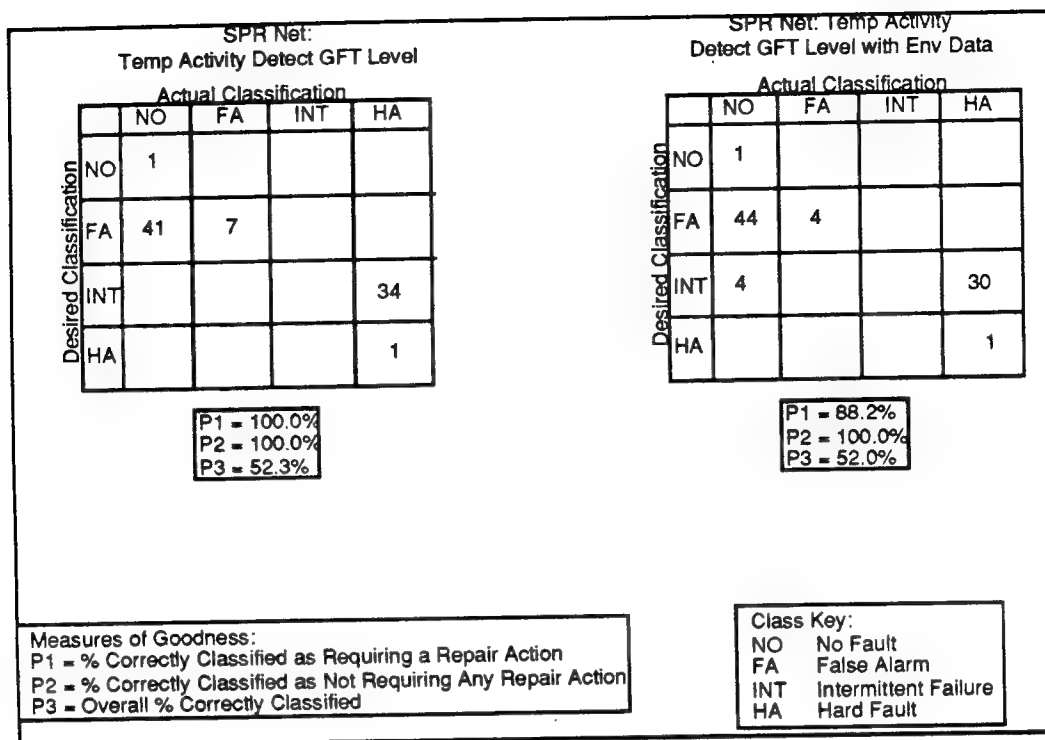 SPR Net:
Temp Activity Detect GFT Level
Actual Classification
NO FA INT HA
Desired Classification
NO 1
FA 41 7
INT 34
HA 1
P1 = 100.0%
P2 = 100.0%
P3 = 52.3%
SPR Net: Temp Activity
Detect GFT Level with Env Data
Actual Classification
NO FA INT HA
Desired Classification
NO 1
FA 44 4
INT 4 30
HA 1
P1 = 88.2%
P2 = 100.0%
P3 = 52.0%
Measures of Goodness:
P1 = % Correctly Classified as Requiring a Repair Action
P2 = % Correctly Classified as Not Requiring Any Repair Action
P3 = Overall % Correctly Classified
Class Key:
NO No Fault
FA False Alarm
INT Intermittent Failure
HA Hard Fault